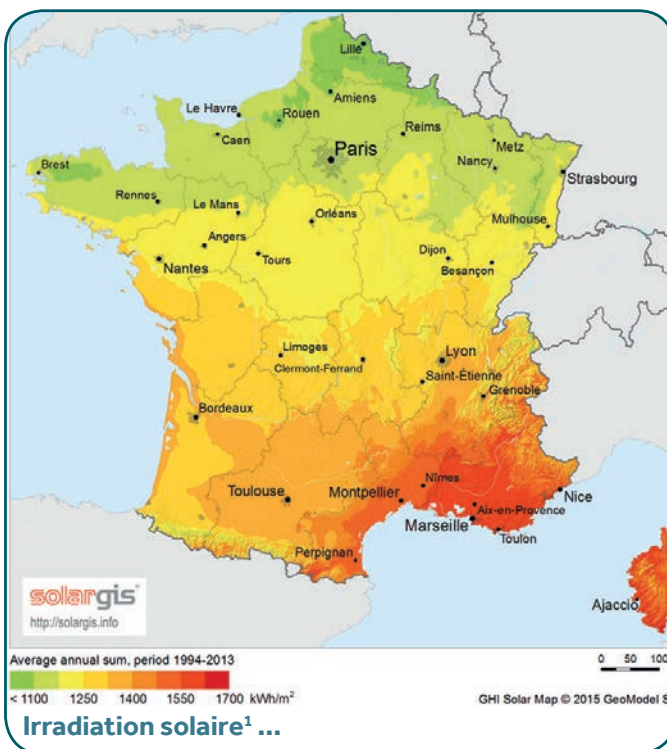 Lille
Amiens
Le Havre
Rouen
Caen
Reims
Metz
Paris
Nancy
Strasbourg
Brest
Rennes
Le Mans
Orléans
Mulhouse
Angers
Tours
Dijon
Besançon
Nantes
Limoges
Clermont-Ferrand
Lyon
Saint-Étienne
Grenoble
Bordeaux
Toulouse
Montpellier
Nîmes
Nice
Aix-en-Provence
Marseille
Toulon
Perpignan
Ajaccio
solargis
http://solargis.info
Average annual sum, period 1994-2013
0 50 100
< 1100 1250 1400 1550 1700 kWh/m²
GHI Solar Map © 2015 GeoModel S
Irradiation solaire¹ ...